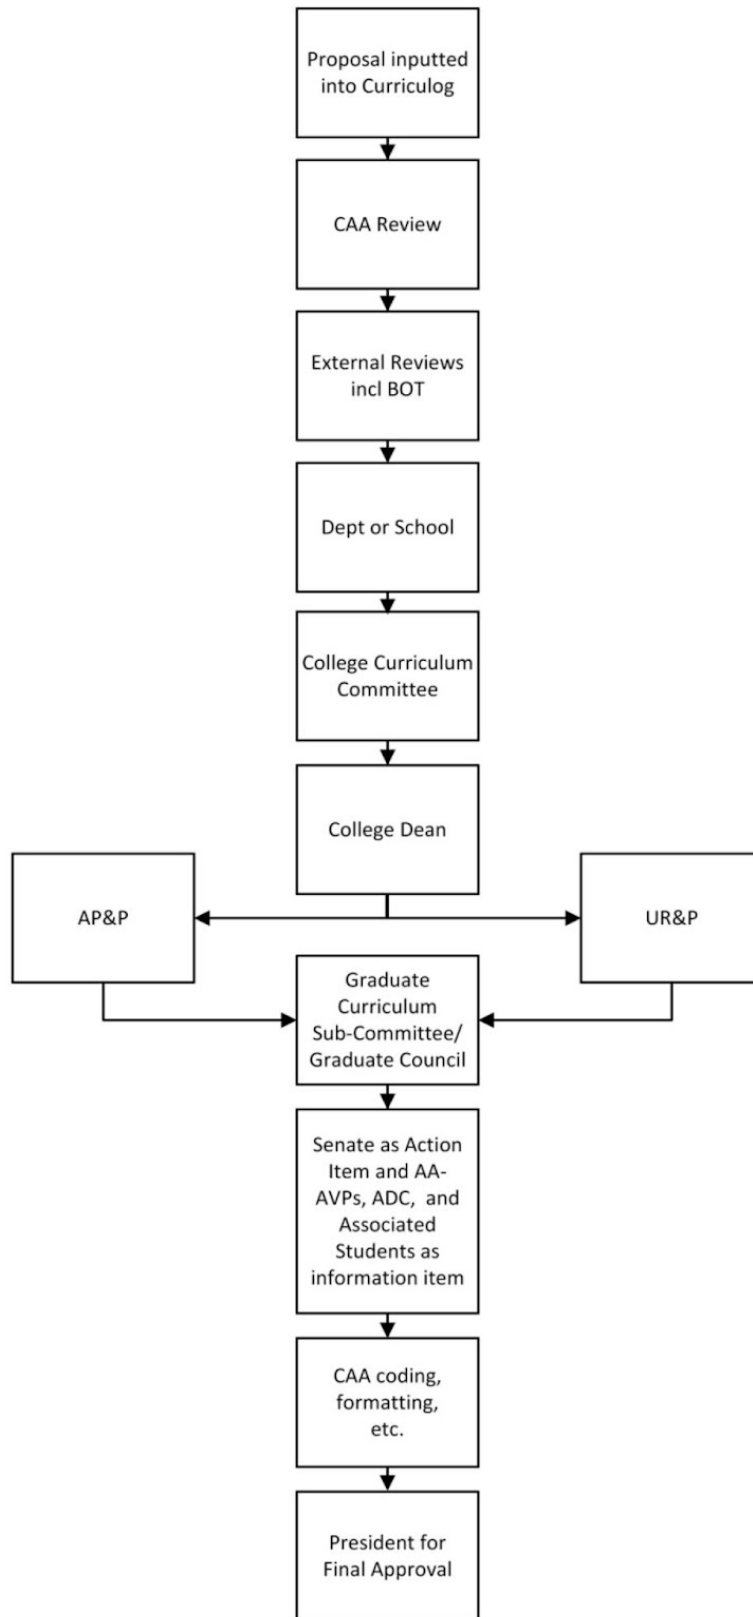 Proposal inputted
into Curriculog
CAA Review
External Reviews
incl BOT
Dept or School
College Curriculum
Committee
College Dean
AP&P
UR&P
Graduate
Curriculum
Sub-Committee/
Graduate Council
Senate as Action
Item and AA-
AVPs, ADC,  and
Associated
Students as
information item
CAA coding,
formatting,
etc.
President for
Final Approval